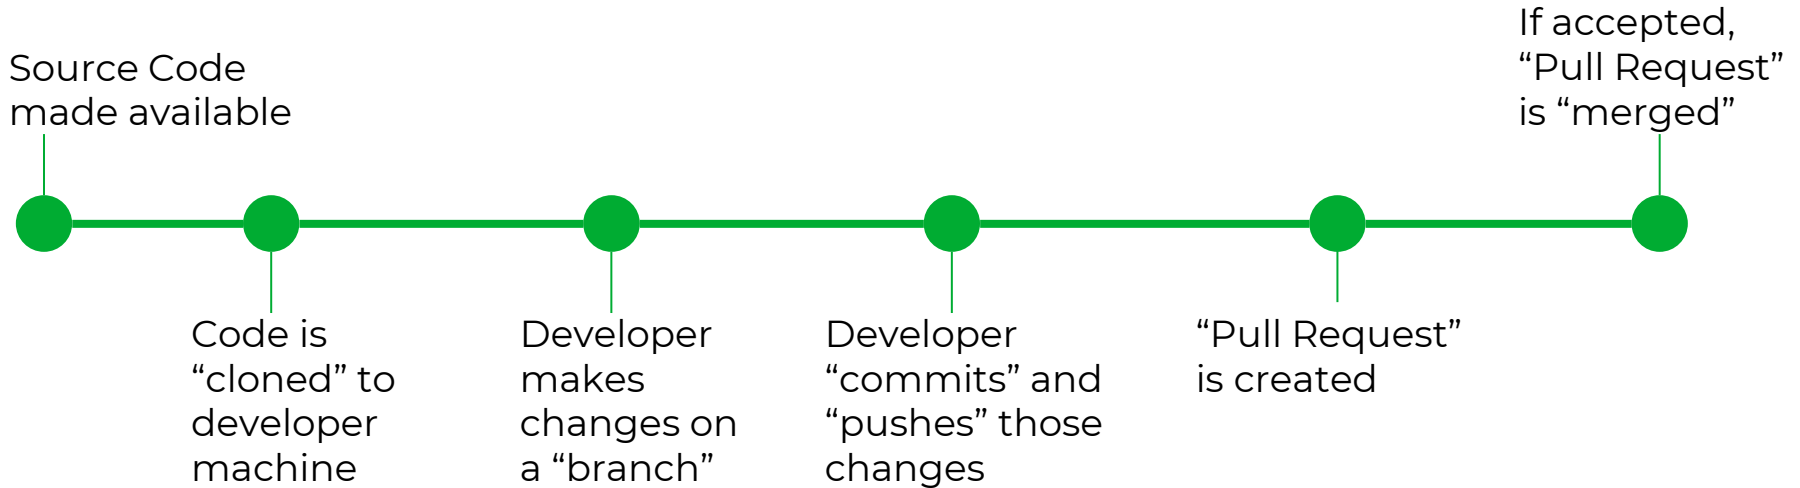 Source Code
made available
Code is
“cloned” to
developer
machine
Developer
makes
changes on
a “branch”
Developer
“commits” and
“pushes” those
changes
“Pull Request”
is created
If accepted,
“Pull Request”
is “merged”